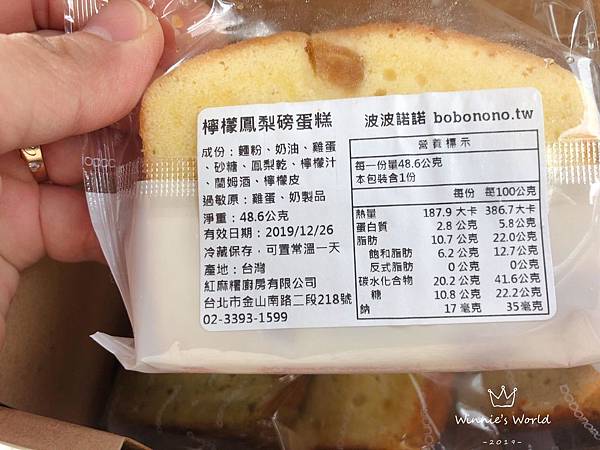 檸檬鳳梨磅蛋糕
波波諾諾 bobonono.tw
成份：麵粉、奶油、雞蛋
、砂糖、鳳梨乾、檸檬汁
、蘭姆酒、檸檬皮
過敏原：雞蛋、奶製品
淨重：48.6公克
有效日期：2019/12/26
冷藏保存，可置常溫一天
產地：台灣
紅麻糬廚房有限公司
台北市金山南路二段218號
02-3393-1599
營養標示
每一份量48.6公克
本包裝含1份
每份 每100公克
熱量 187.9 大卡 386.7大卡
蛋白質 2.8 公克 5.8公克
脂肪 10.7 公克 22.0公克
飽和脂肪 6.2 公克 12.7公克
反式脂肪 0 公克 0公克
碳水化合物 20.2 公克 41.6公克
糖 10.8 公克 22.2公克
鈉 17 毫克 35毫克
Winnie's World
-2019-